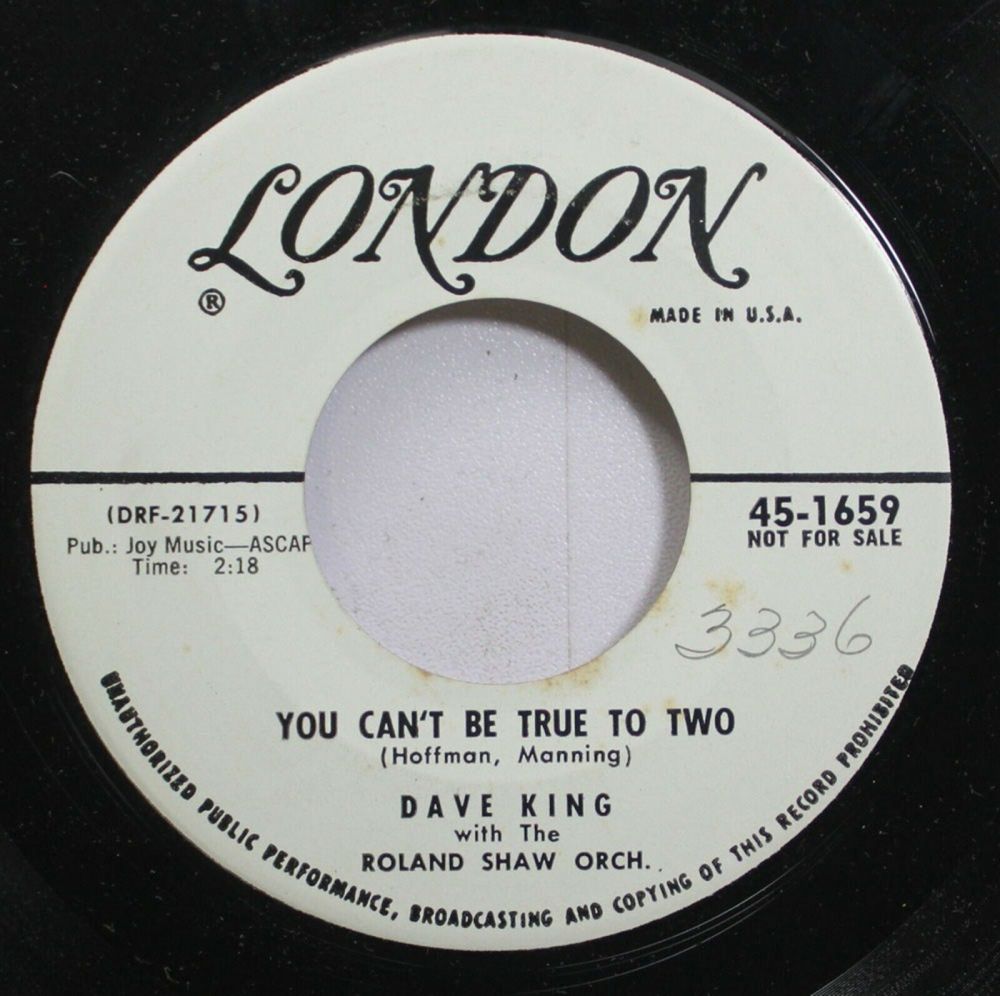 LONDON
®
MADE IN U.S.A.
(DRF-21715)
Pub.: Joy Music—ASCAP
Time: 2:18
45-1659
NOT FOR SALE
3336
YOU CAN'T BE TRUE TO TWO
(Hoffman, Manning)
DAVE KING
with The
ROLAND SHAW ORCH.
UNAUTHORIZED PUBLIC PERFORMANCE, BROADCASTING AND COPYING OF THIS RECORD PROHIBITED